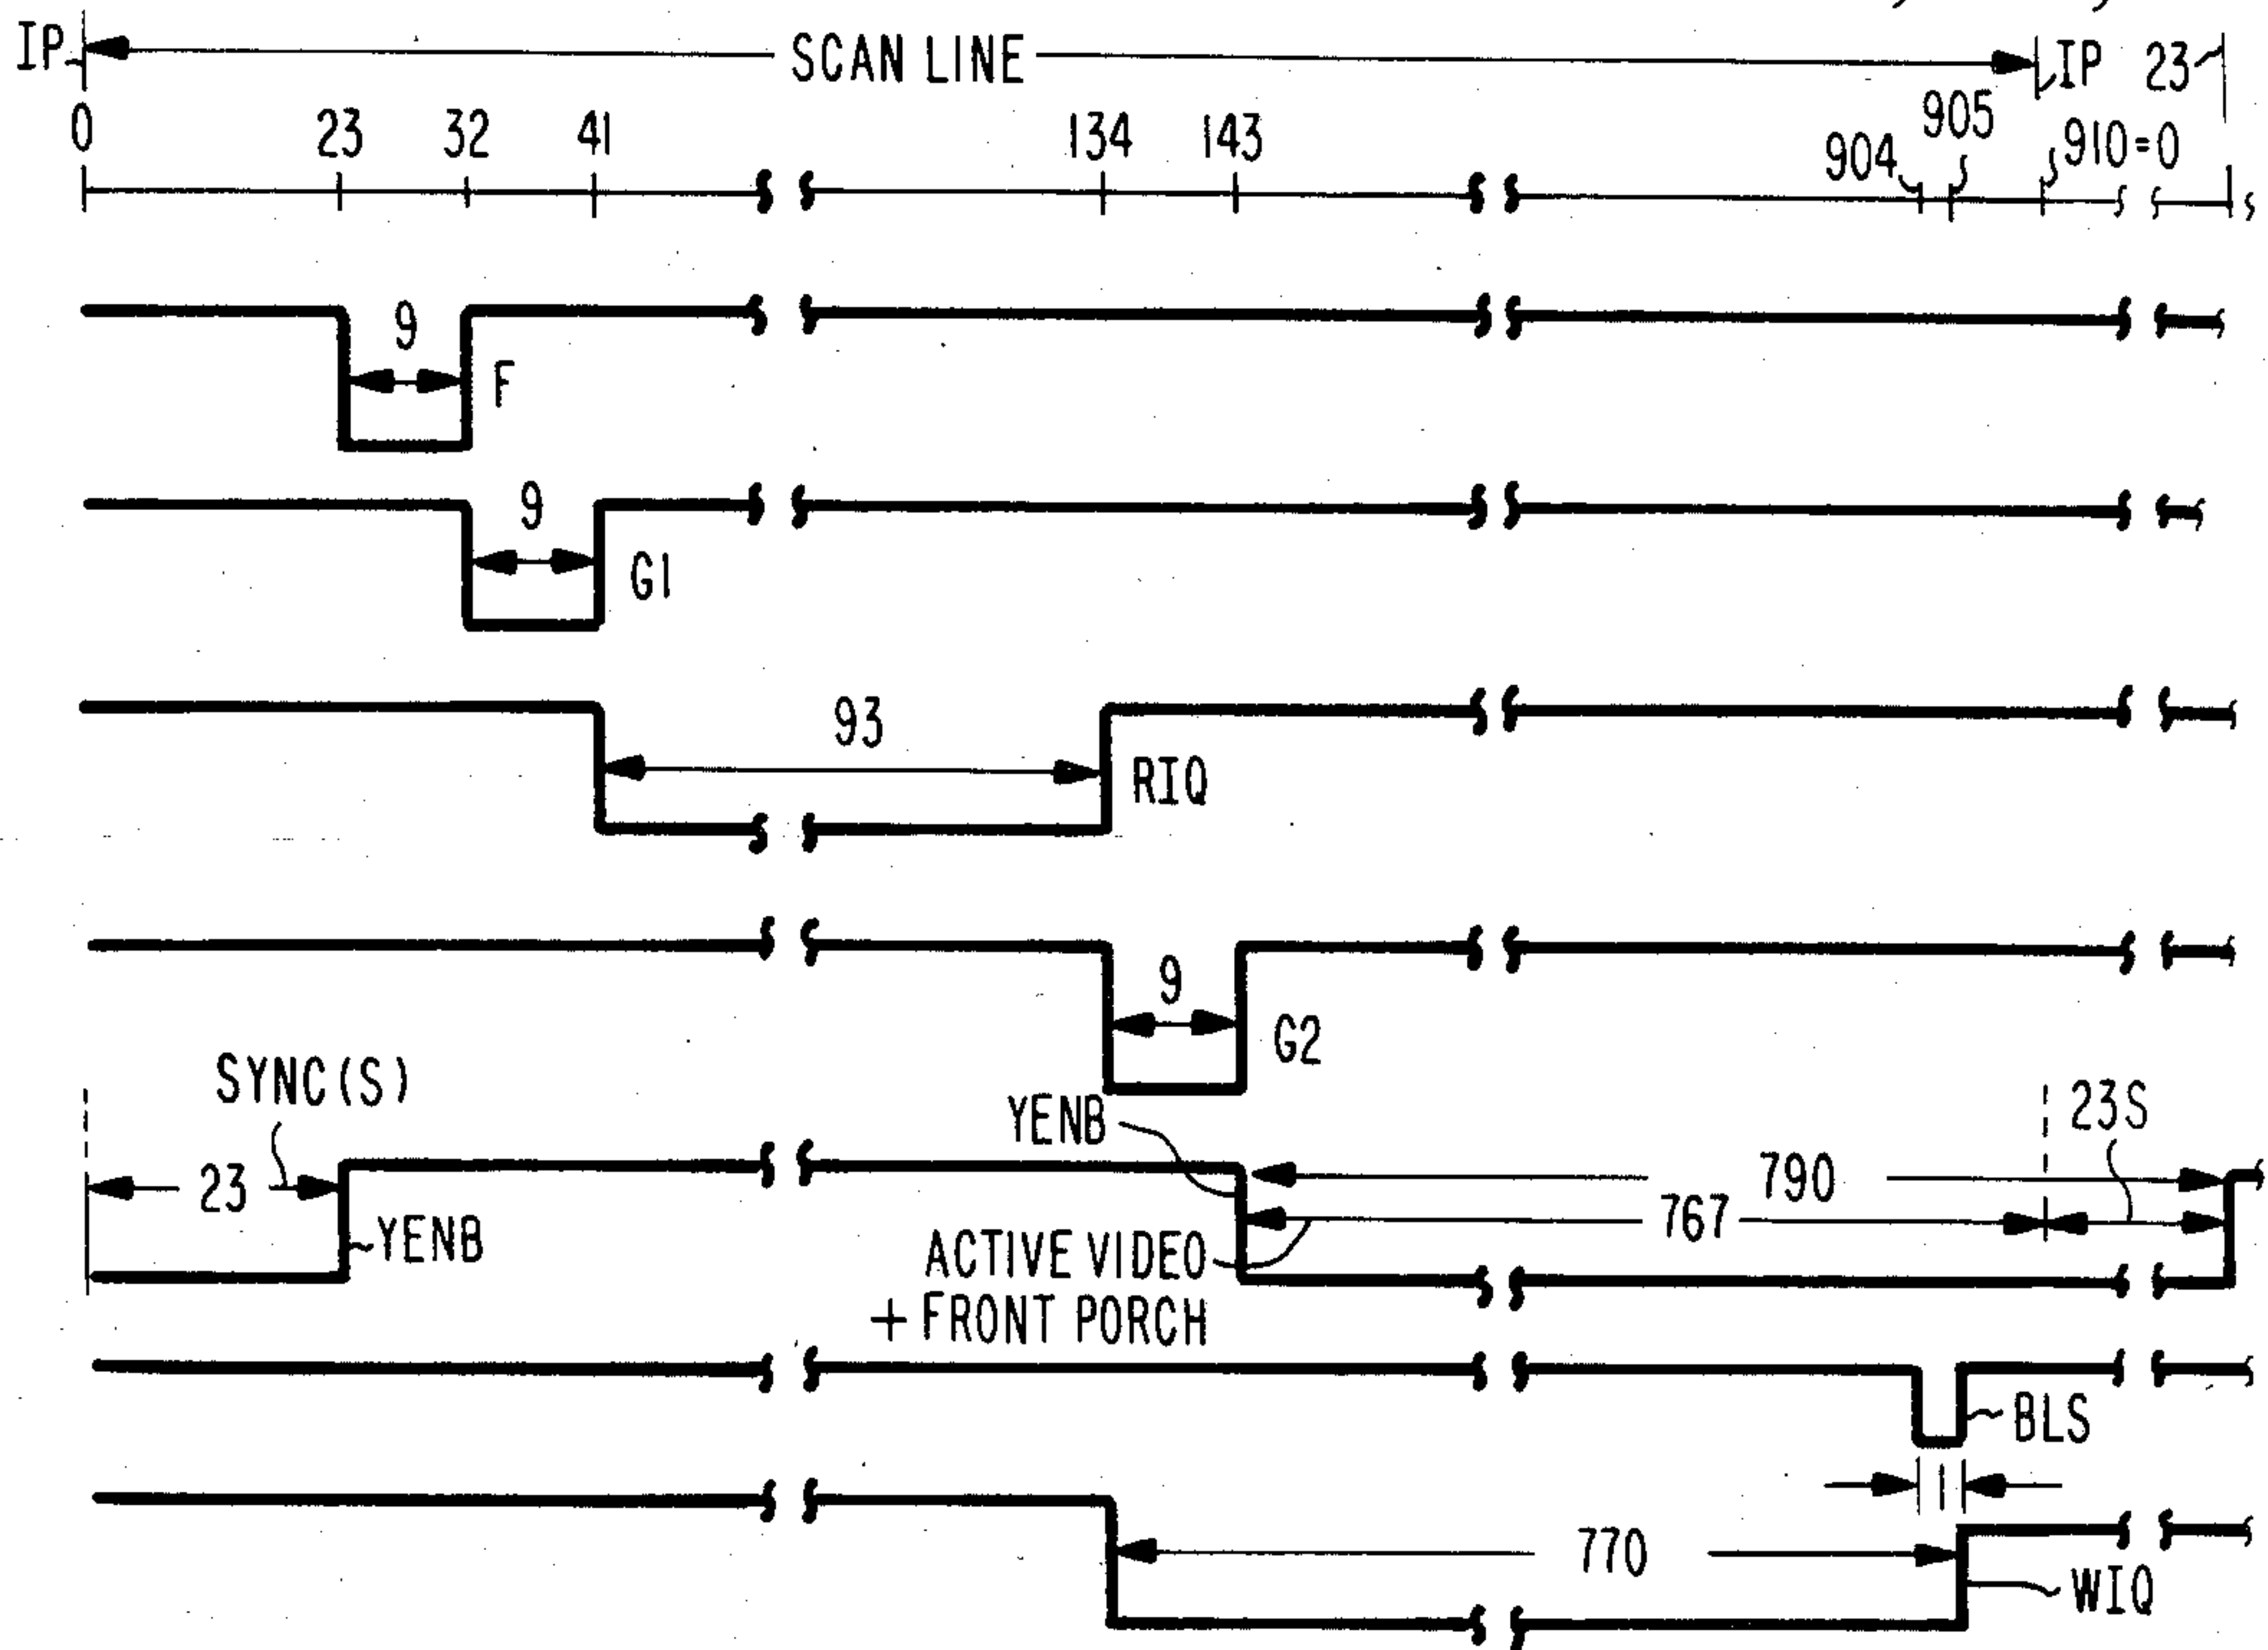 IP SCAN LINE IP 23
0 23 32 41 134 143 904 905 910=0
9
F
9
G1
93
RIQ
9
G2
SYNC(S)
YENB
23S
23
790
767
YENB
ACTIVE VIDEO
+ FRONT PORCH
BLS
1
770
WIQ